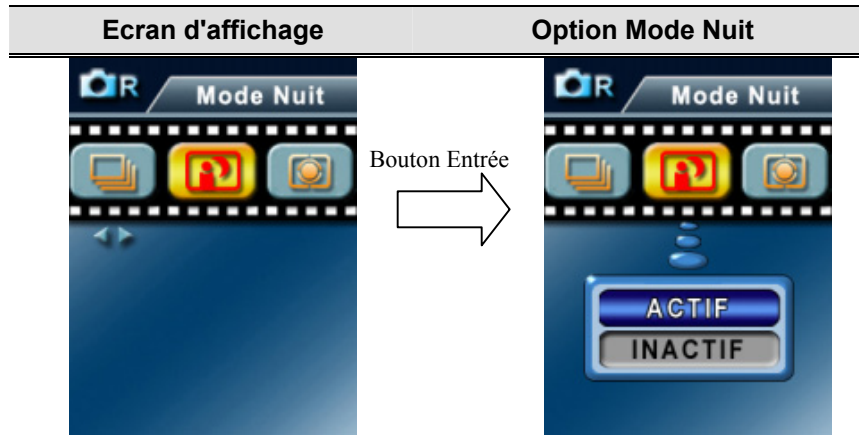 Ecran d'affichage
Option Mode Nuit
R Mode Nuit
Bouton Entrée
R Mode Nuit
ACTIF
INACTIF